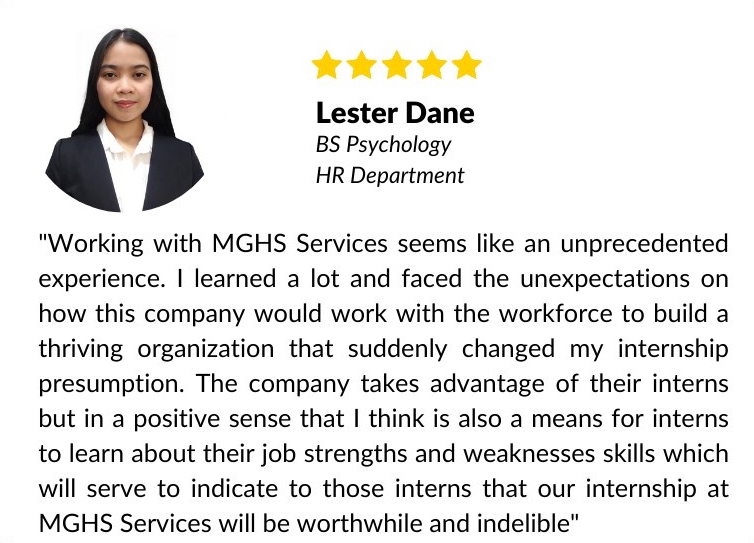 Lester Dane
BS Psychology
HR Department
"Working with MGHS Services seems like an unprecedented
experience. I learned a lot and faced the unexpectations on
how this company would work with the workforce to build a
thriving organization that suddenly changed my internship
presumption. The company takes advantage of their interns
but in a positive sense that I think is also a means for interns
to learn about their job strengths and weaknesses skills which
will serve to indicate to those interns that our internship at
MGHS Services will be worthwhile and indelible"